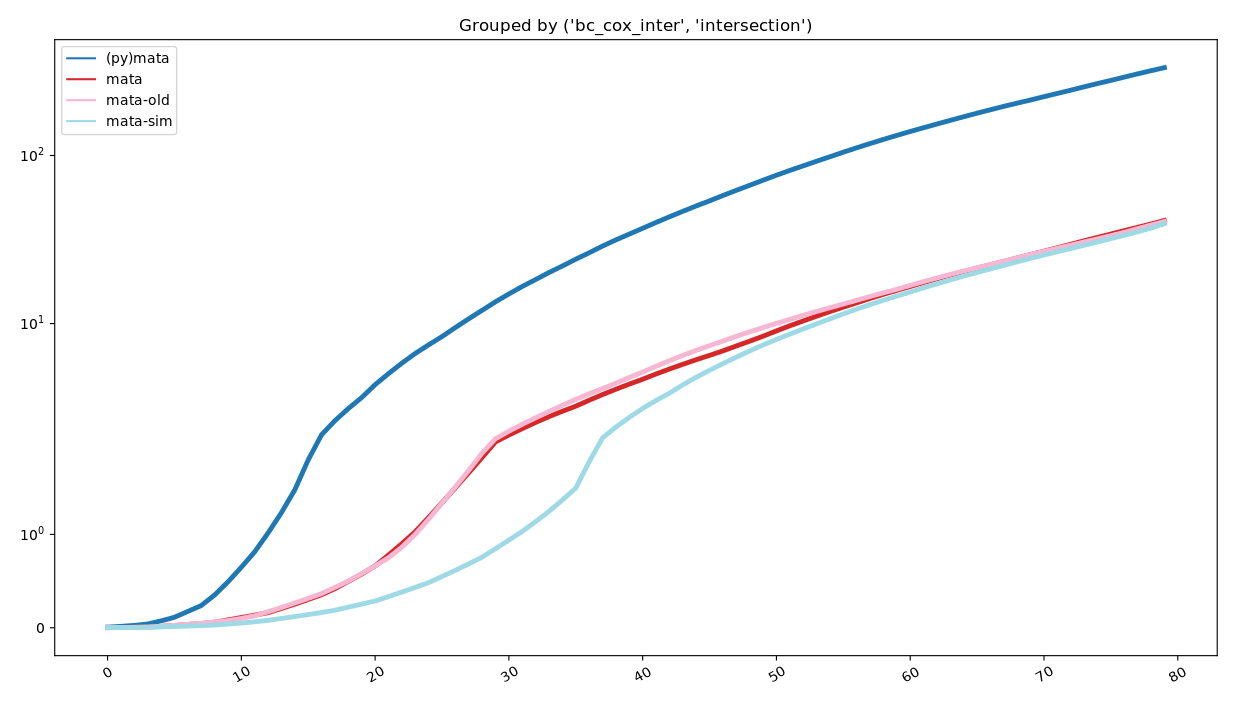 Grouped by ('bc_cox_inter', 'intersection')
(py)mata
mata
mata-old
mata-sim
10²
10¹
10⁰
0
0 10 20 30 40 50 60 70 80